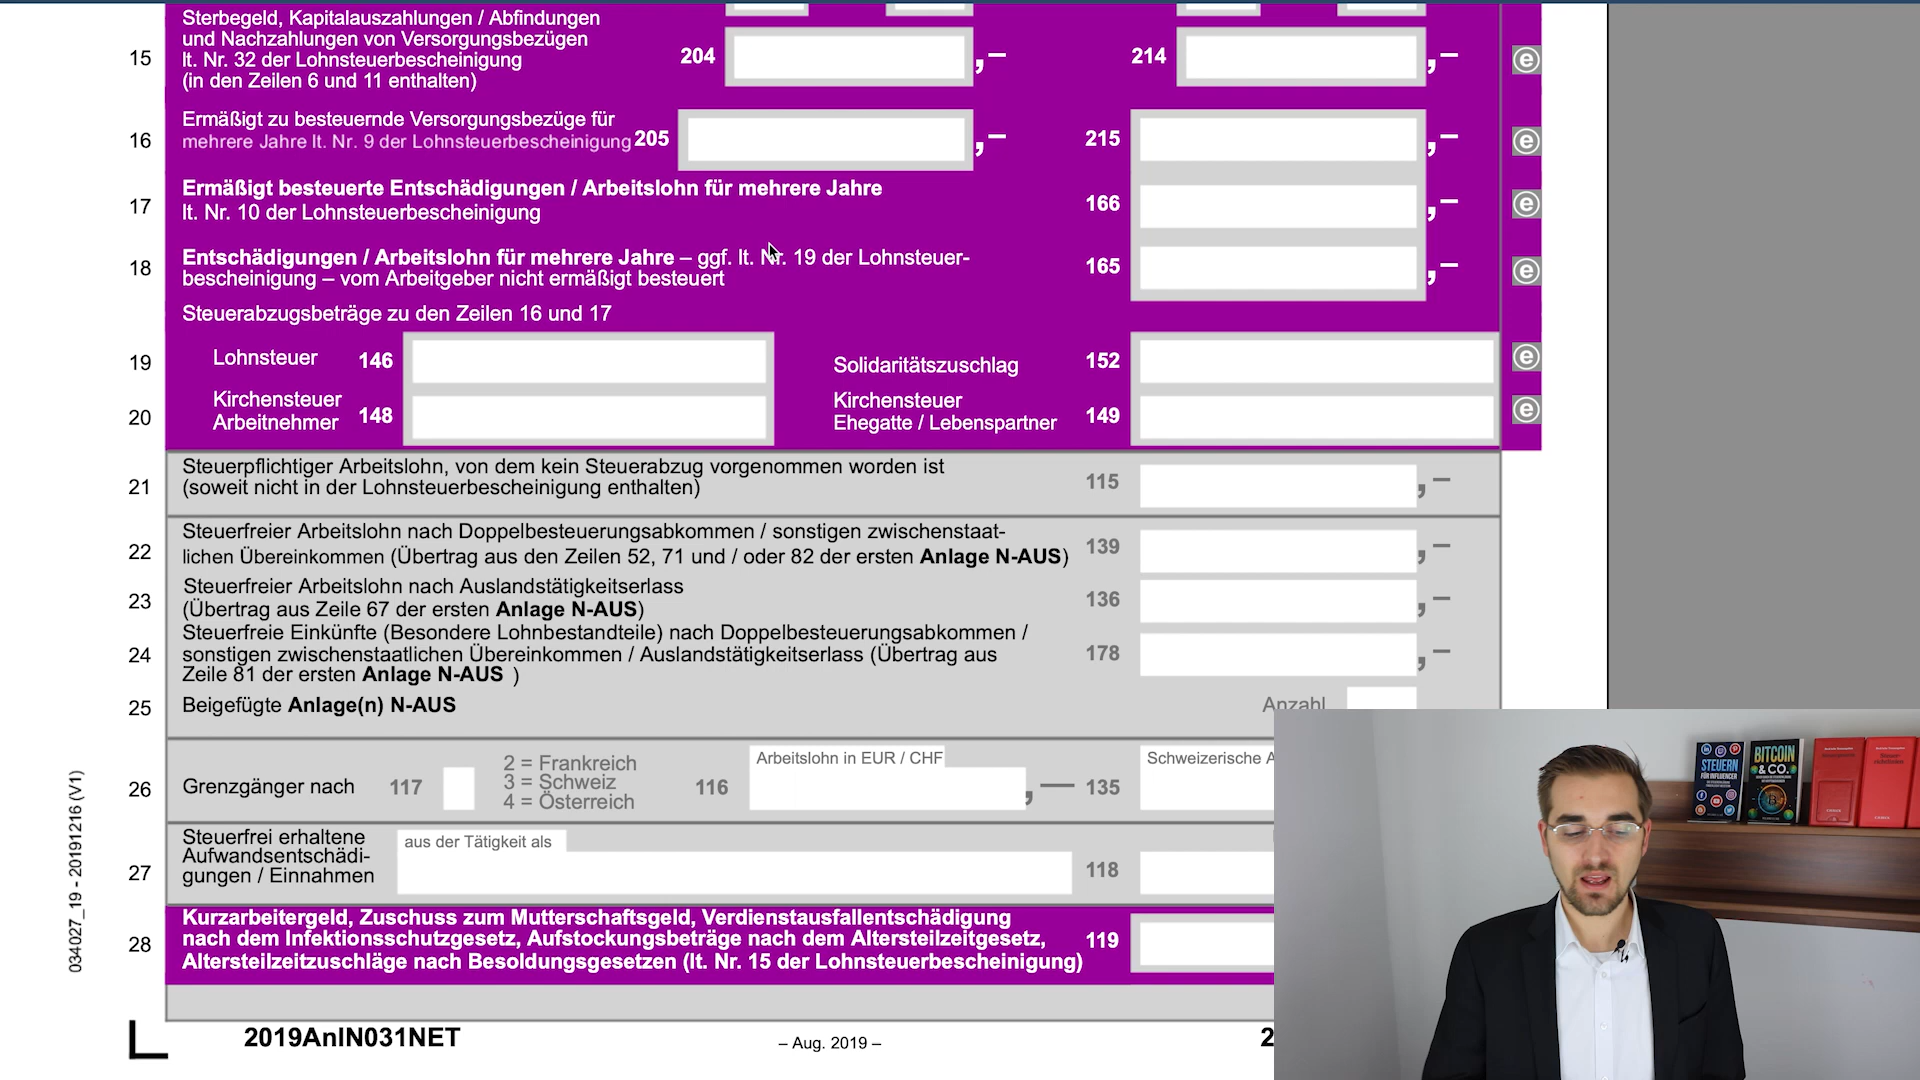 Sterbegeld, Kapitalauszahlungen / Abfindungen
15 und Nachzahlungen von Versorgungsbezügen 204 ,– 214 ,– e
lt. Nr. 32 der Lohnsteuerbescheinigung
(in den Zeilen 6 und 11 enthalten)
Ermäßigt zu besteuernde Versorgungsbezüge für
16 mehrere Jahre lt. Nr. 9 der Lohnsteuerbescheinigung 205 ,– 215 ,– e
Ermäßigt besteuerte Entschädigungen / Arbeitslohn für mehrere Jahre
17 lt. Nr. 10 der Lohnsteuerbescheinigung 166 ,– e
Entschädigungen / Arbeitslohn für mehrere Jahre – ggf. lt. Nr. 19 der Lohnsteuer-
18 bescheinigung – vom Arbeitgeber nicht ermäßigt besteuert 165 ,– e
Steuerabzugsbeträge zu den Zeilen 16 und 17
19 Lohnsteuer 146 Solidaritätszuschlag 152 e
Kirchensteuer Kirchensteuer
20 Arbeitnehmer 148 Ehegatte / Lebenspartner 149 e
Steuerpflichtiger Arbeitslohn, von dem kein Steuerabzug vorgenommen worden ist
21 (soweit nicht in der Lohnsteuerbescheinigung enthalten) 115 ,–
Steuerfreier Arbeitslohn nach Doppelbesteuerungsabkommen / sonstigen zwischenstaat-
22 lichen Übereinkommen (Übertrag aus den Zeilen 52, 71 und / oder 82 der ersten Anlage N-AUS) 139 ,–
Steuerfreier Arbeitslohn nach Auslandstätigkeitserlass
23 (Übertrag aus Zeile 67 der ersten Anlage N-AUS) 136 ,–
Steuerfreie Einkünfte (Besondere Lohnbestandteile) nach Doppelbesteuerungsabkommen /
24 sonstigen zwischenstaatlichen Übereinkommen / Auslandstätigkeitserlass (Übertrag aus 178 ,–
Zeile 81 der ersten Anlage N-AUS )
25 Beigefügte Anlage(n) N-AUS Anzahl
2 = Frankreich Arbeitslohn in EUR / CHF Schweizerische A
26 Grenzgänger nach 117 3 = Schweiz 116 ,– 135
4 = Österreich
Steuerfrei erhaltene aus der Tätigkeit als
Aufwandsentschädi-
27 gungen / Einnahmen 118
Kurzarbeitergeld, Zuschuss zum Mutterschaftsgeld, Verdienstausfallentschädigung
28 nach dem Infektionsschutzgesetz, Aufstockungsbeträge nach dem Altersteilzeitgesetz, 119
Altersteilzeitzuschläge nach Besoldungsgesetzen (lt. Nr. 15 der Lohnsteuerbescheinigung)
2019AnlN031NET – Aug. 2019 – 2
034027_19 - 20191216 (V1)
STEUERN
FÜR INFLUENCER
BITCOIN
& CO.